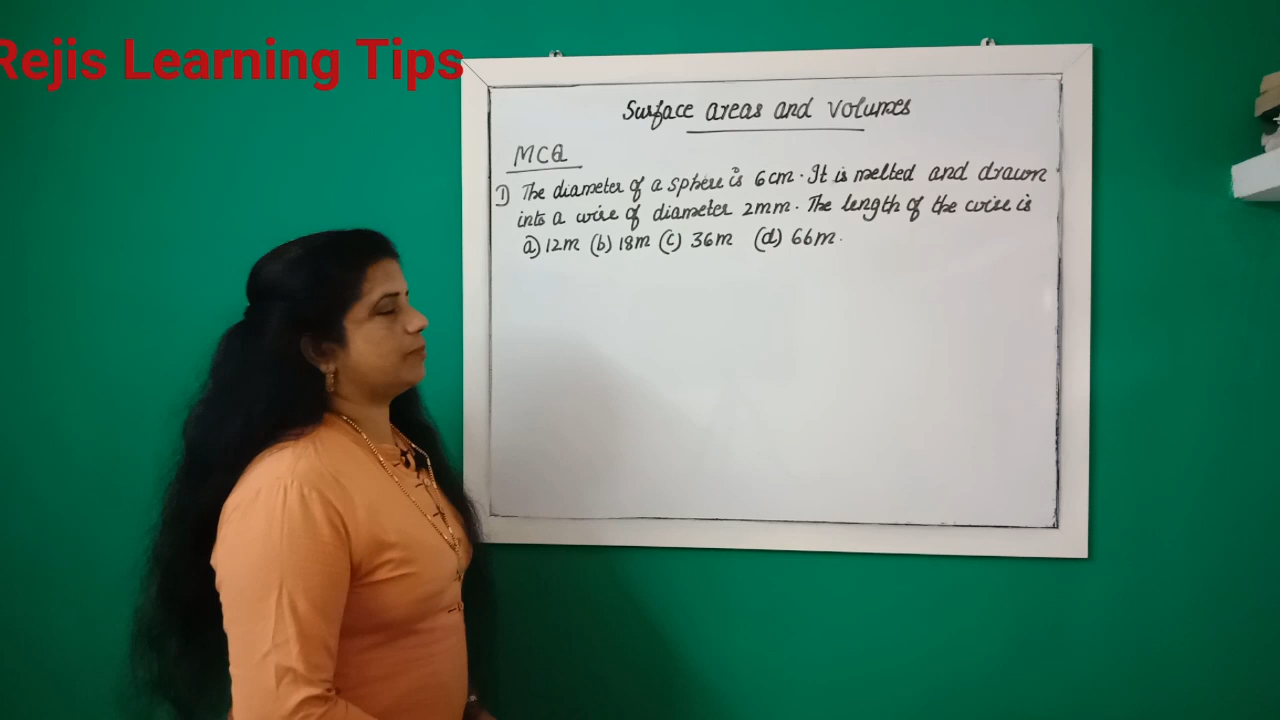 Rejis Learning Tips
Surface areas and volumes
MCQ
1) The diameter of a sphere is 6cm. It is melted and drawn
into a wire of diameter 2mm. The length of the wire is
a) 12m (b) 18m (c) 36m (d) 66m.